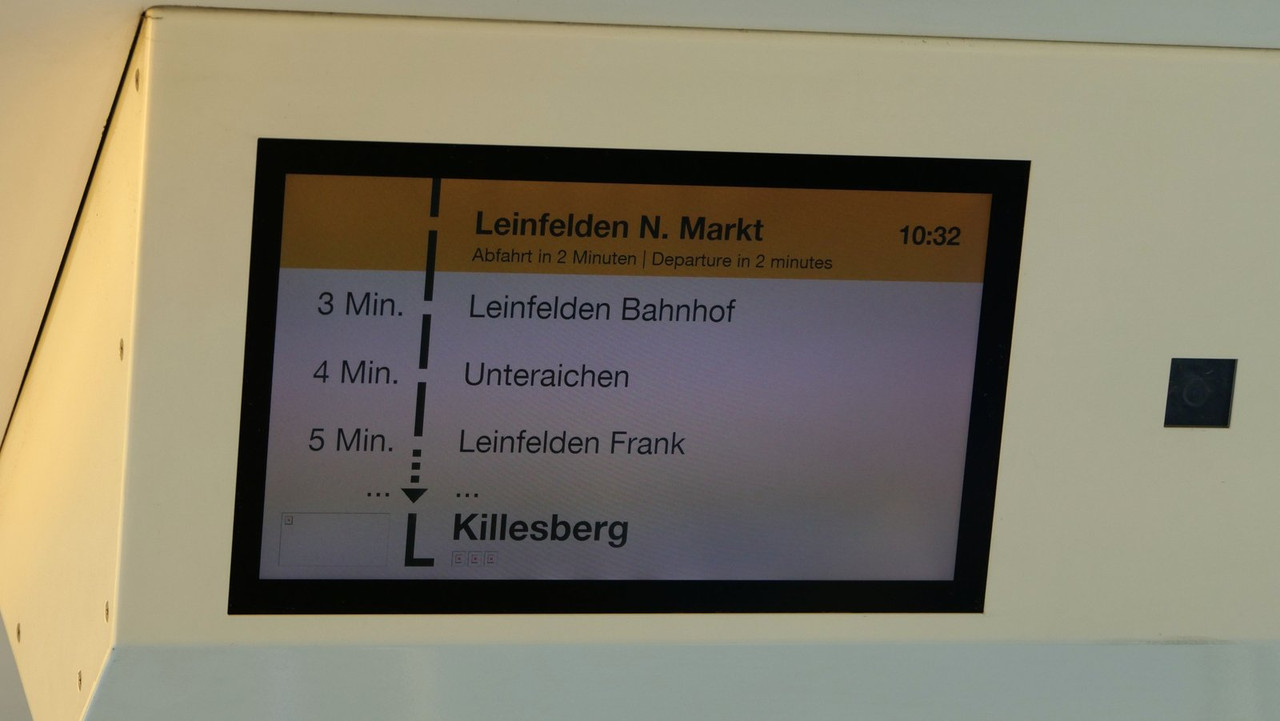 Leinfelden N. Markt 10:32
Abfahrt in 2 Minuten | Departure in 2 minutes
3 Min. Leinfelden Bahnhof
4 Min. Unteraichen
5 Min. Leinfelden Frank
... ...
Killesberg